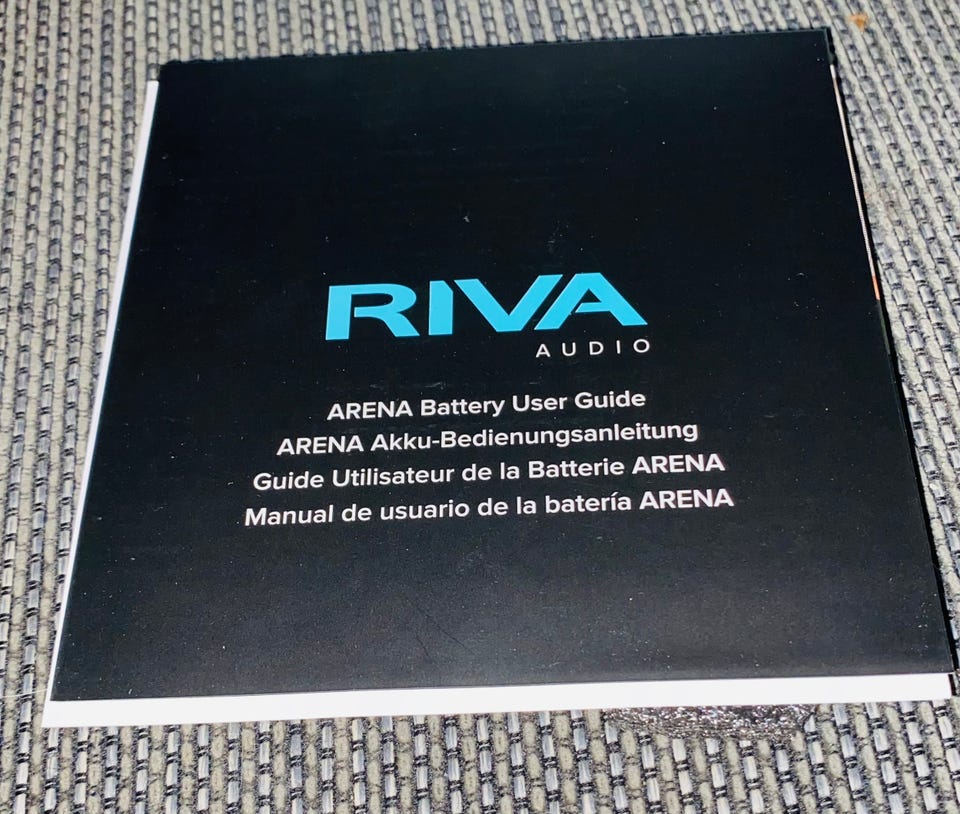 RIVA
AUDIO
ARENA Battery User Guide
ARENA Akku-Bedienungsanleitung
Guide Utilisateur de la Batterie ARENA
Manual de usuario de la batería ARENA